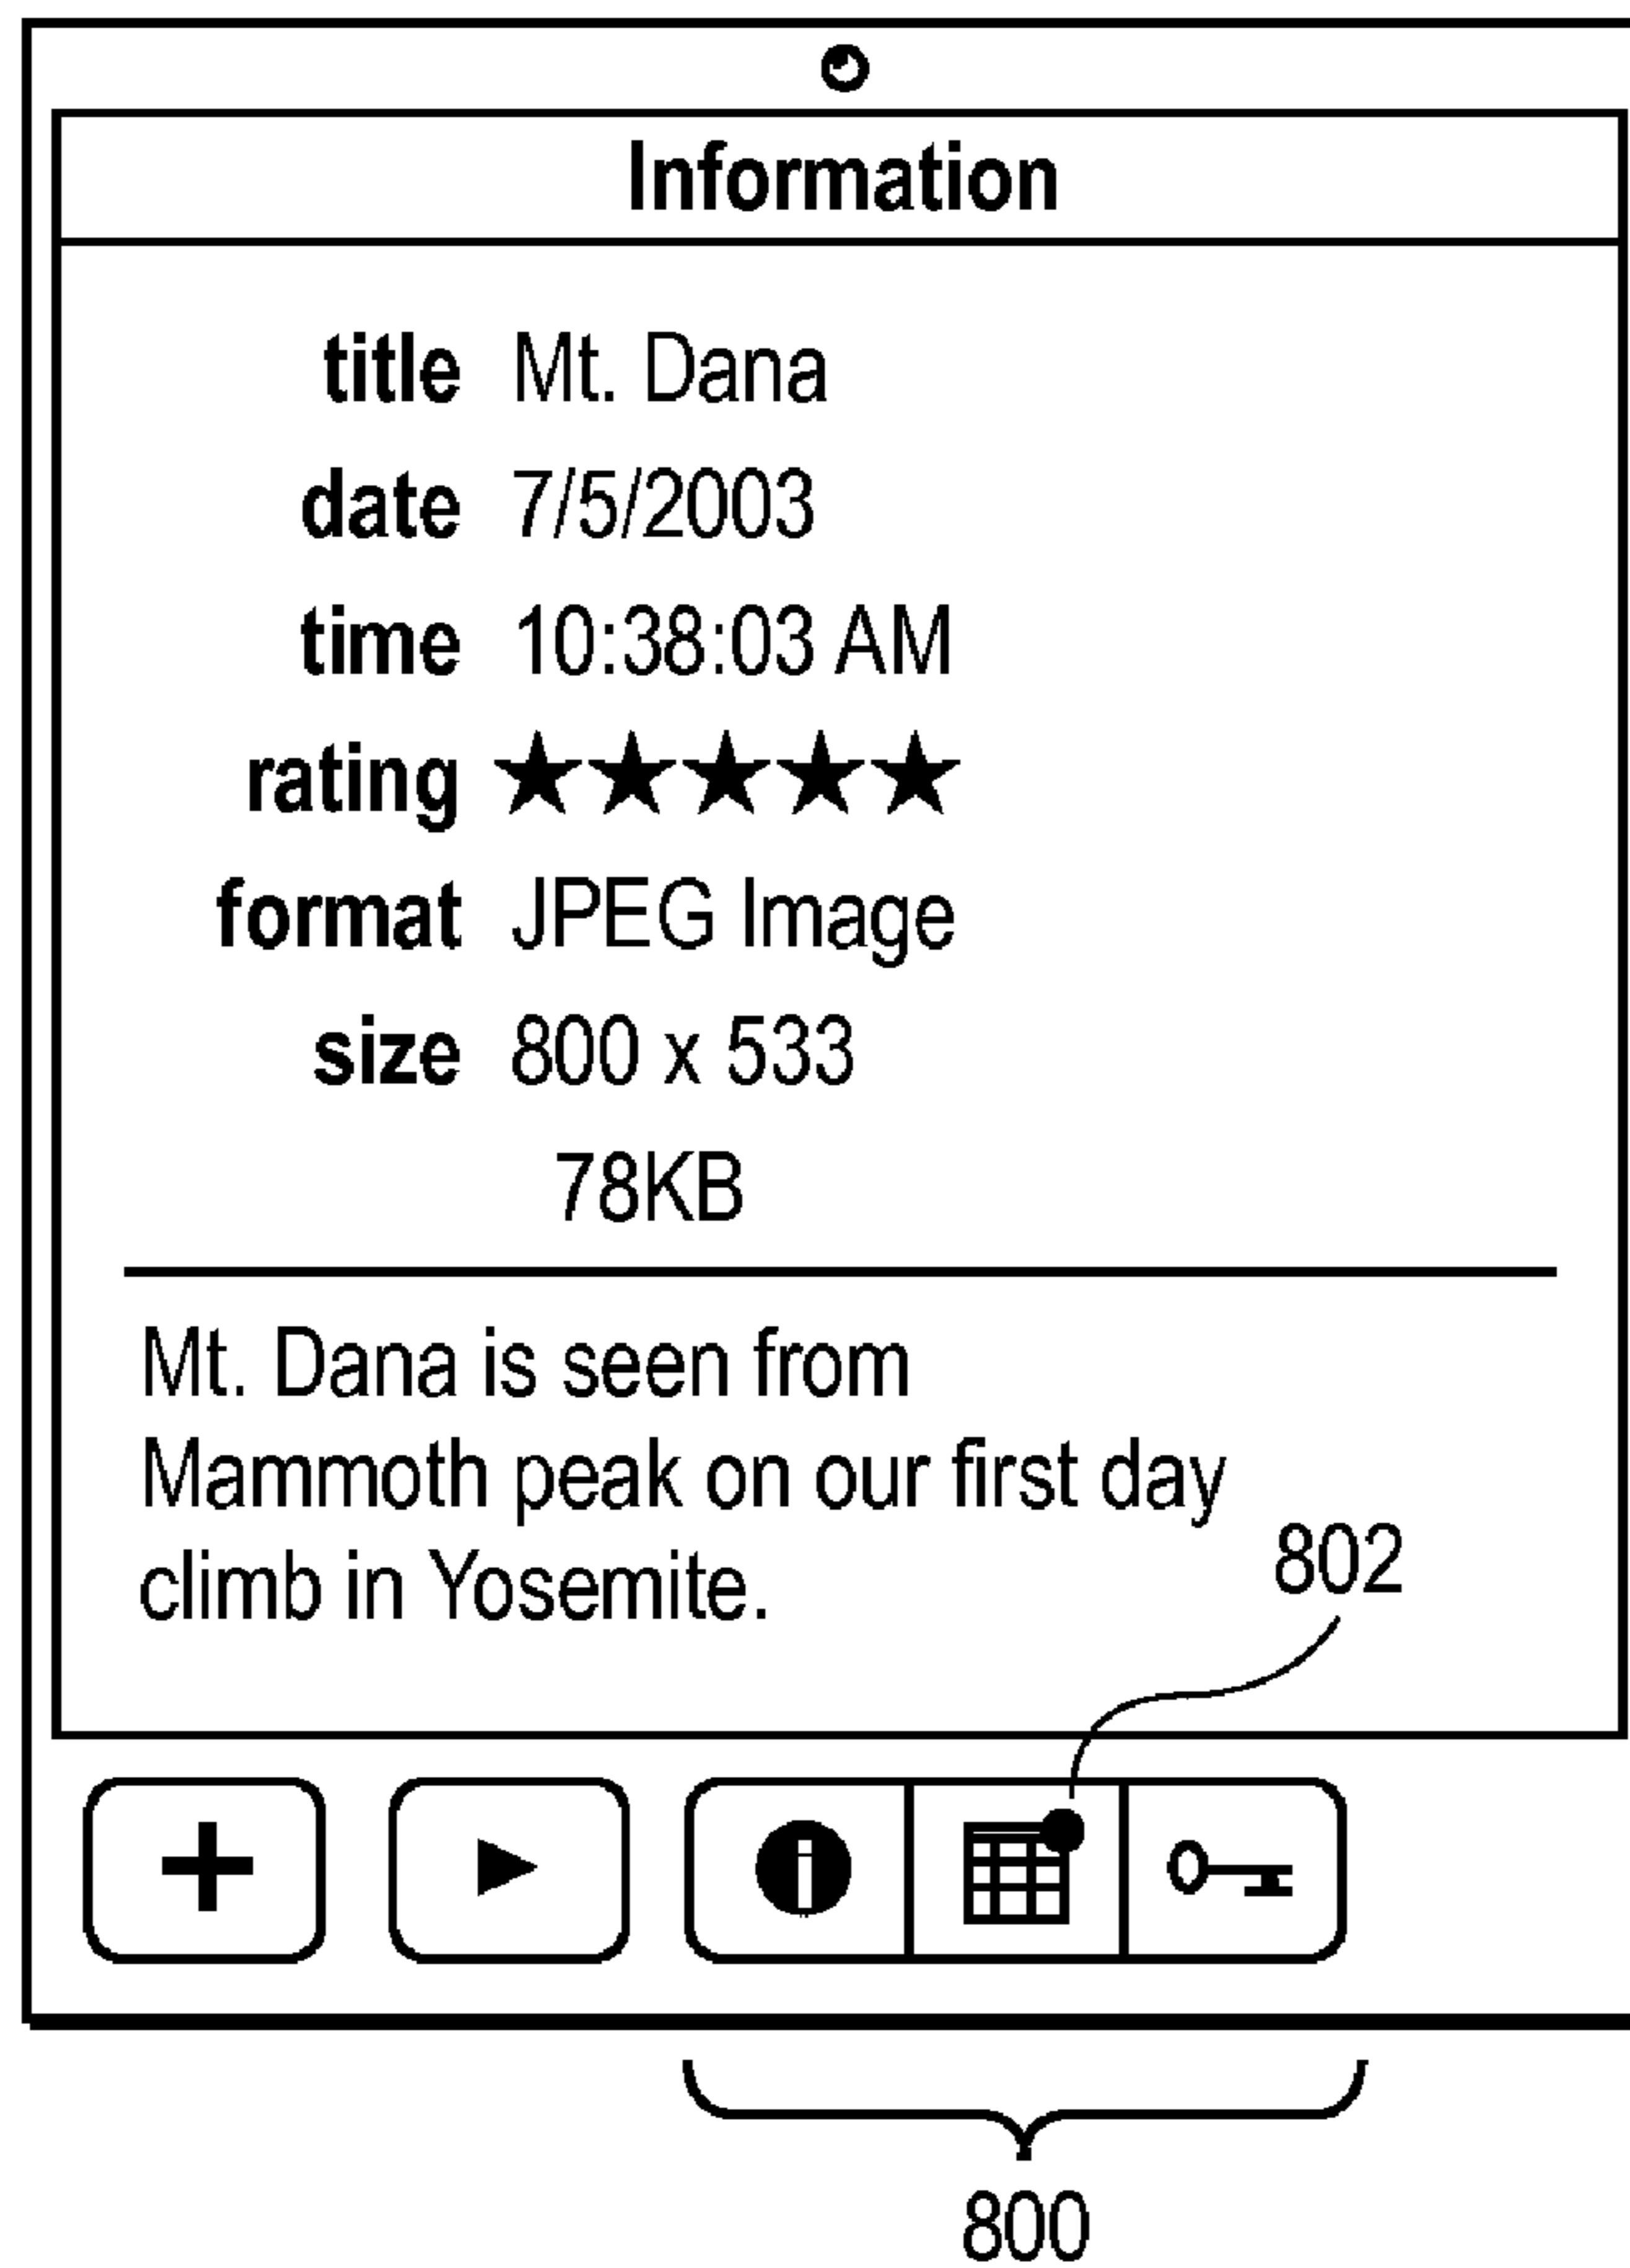 Information
title Mt. Dana
date 7/5/2003
time 10:38:03 AM
rating ★★★★★
format JPEG Image
size 800 x 533
78KB
Mt. Dana is seen from
Mammoth peak on our first day
climb in Yosemite.
802
i
800